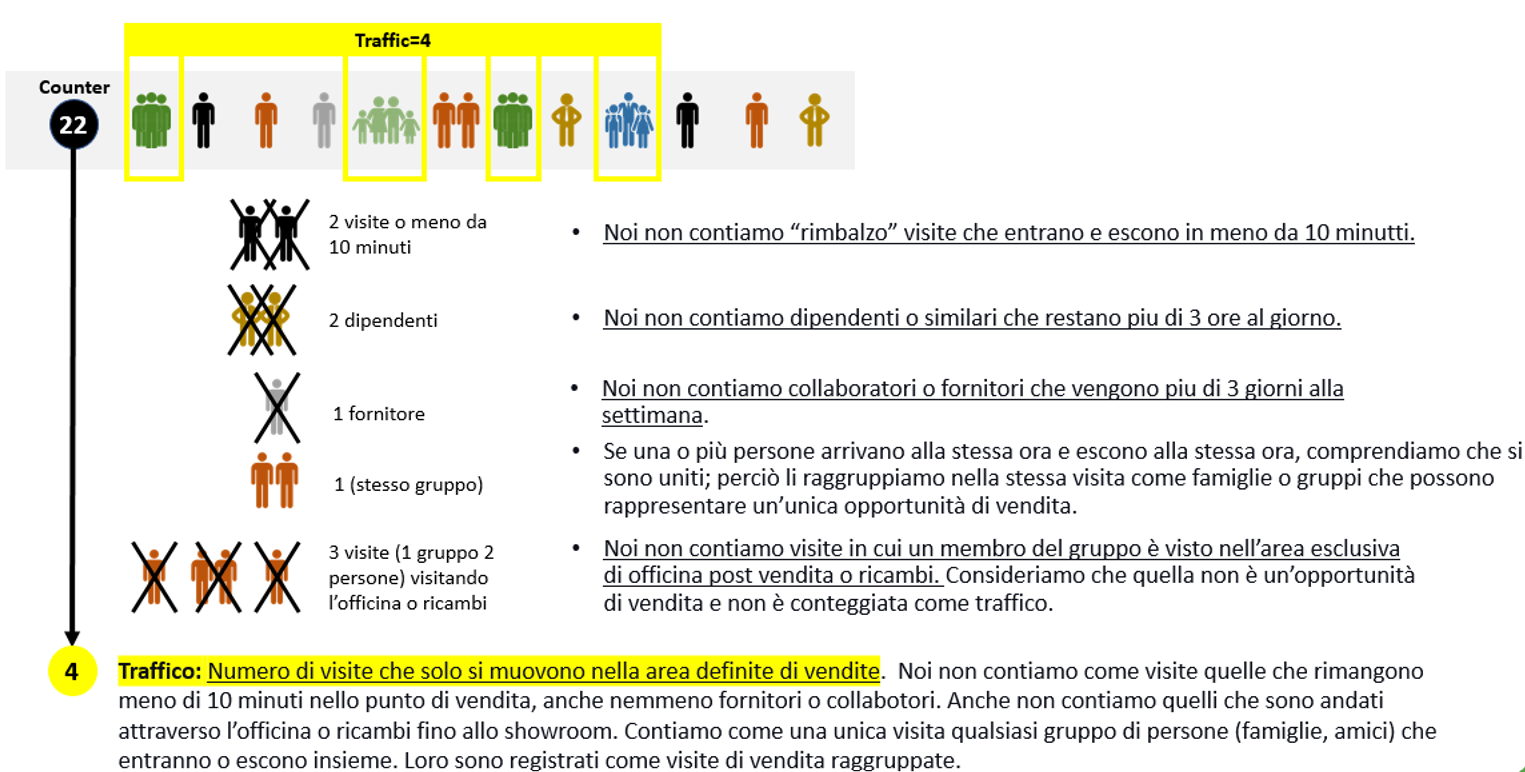 Traffic=4
Counter
22
2 visite o meno da
10 minuti
• Noi non contiamo “rimbalzo” visite che entrano e escono in meno da 10 minutti.
2 dipendenti
• Noi non contiamo dipendenti o similari che restano piu di 3 ore al giorno.
1 fornitore
• Noi non contiamo collaboratori o fornitori che vengono piu di 3 giorni alla
settimana.
1 (stesso gruppo)
• Se una o più persone arrivano alla stessa ora e escono alla stessa ora, comprendiamo che si
sono uniti; perciò li raggruppiamo nella stessa visita come famiglie o gruppi che possono
rappresentare un’unica opportunità di vendita.
3 visite (1 gruppo 2
persone) visitando
l’officina o ricambi
• Noi non contiamo visite in cui un membro del gruppo è visto nell’area esclusiva
di officina post vendita o ricambi. Consideriamo che quella non è un’opportunità
di vendita e non è conteggiata come traffico.
4
Traffico: Numero di visite che solo si muovono nella area definite di vendite. Noi non contiamo come visite quelle che rimangono
meno di 10 minuti nello punto di vendita, anche nemmeno fornitori o collabotori. Anche non contiamo quelli che sono andati
attraverso l’officina o ricambi fino allo showroom. Contiamo come una unica visita qualsiasi gruppo di persone (famiglie, amici) che
entranno o escono insieme. Loro sono registrati come visite di vendita raggruppate.